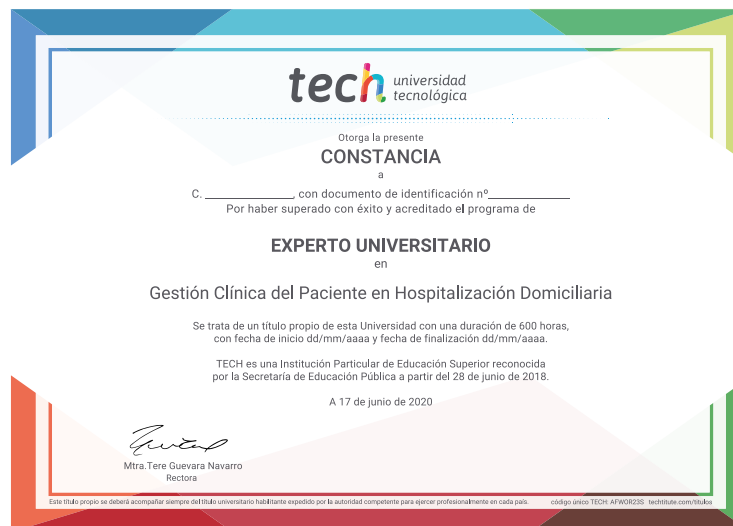 tech universidad
tecnológica
Otorga la presente
CONSTANCIA
a
C. ______________, con documento de identificación nº______________
Por haber superado con éxito y acreditado el programa de
EXPERTO UNIVERSITARIO
en
Gestión Clínica del Paciente en Hospitalización Domiciliaria
Se trata de un título propio de esta Universidad con una duración de 600 horas,
con fecha de inicio dd/mm/aaaa y fecha de finalización dd/mm/aaaa.
TECH es una Institución Particular de Educación Superior reconocida
por la Secretaría de Educación Pública a partir del 28 de junio de 2018.
A 17 de junio de 2020
Mtra.Tere Guevara Navarro
Rectora
Este título propio se deberá acompañar siempre del título universitario habilitante expedido por la autoridad competente para ejercer profesionalmente en cada país. código único TECH: AFWOR23S techtitute.com/titulos